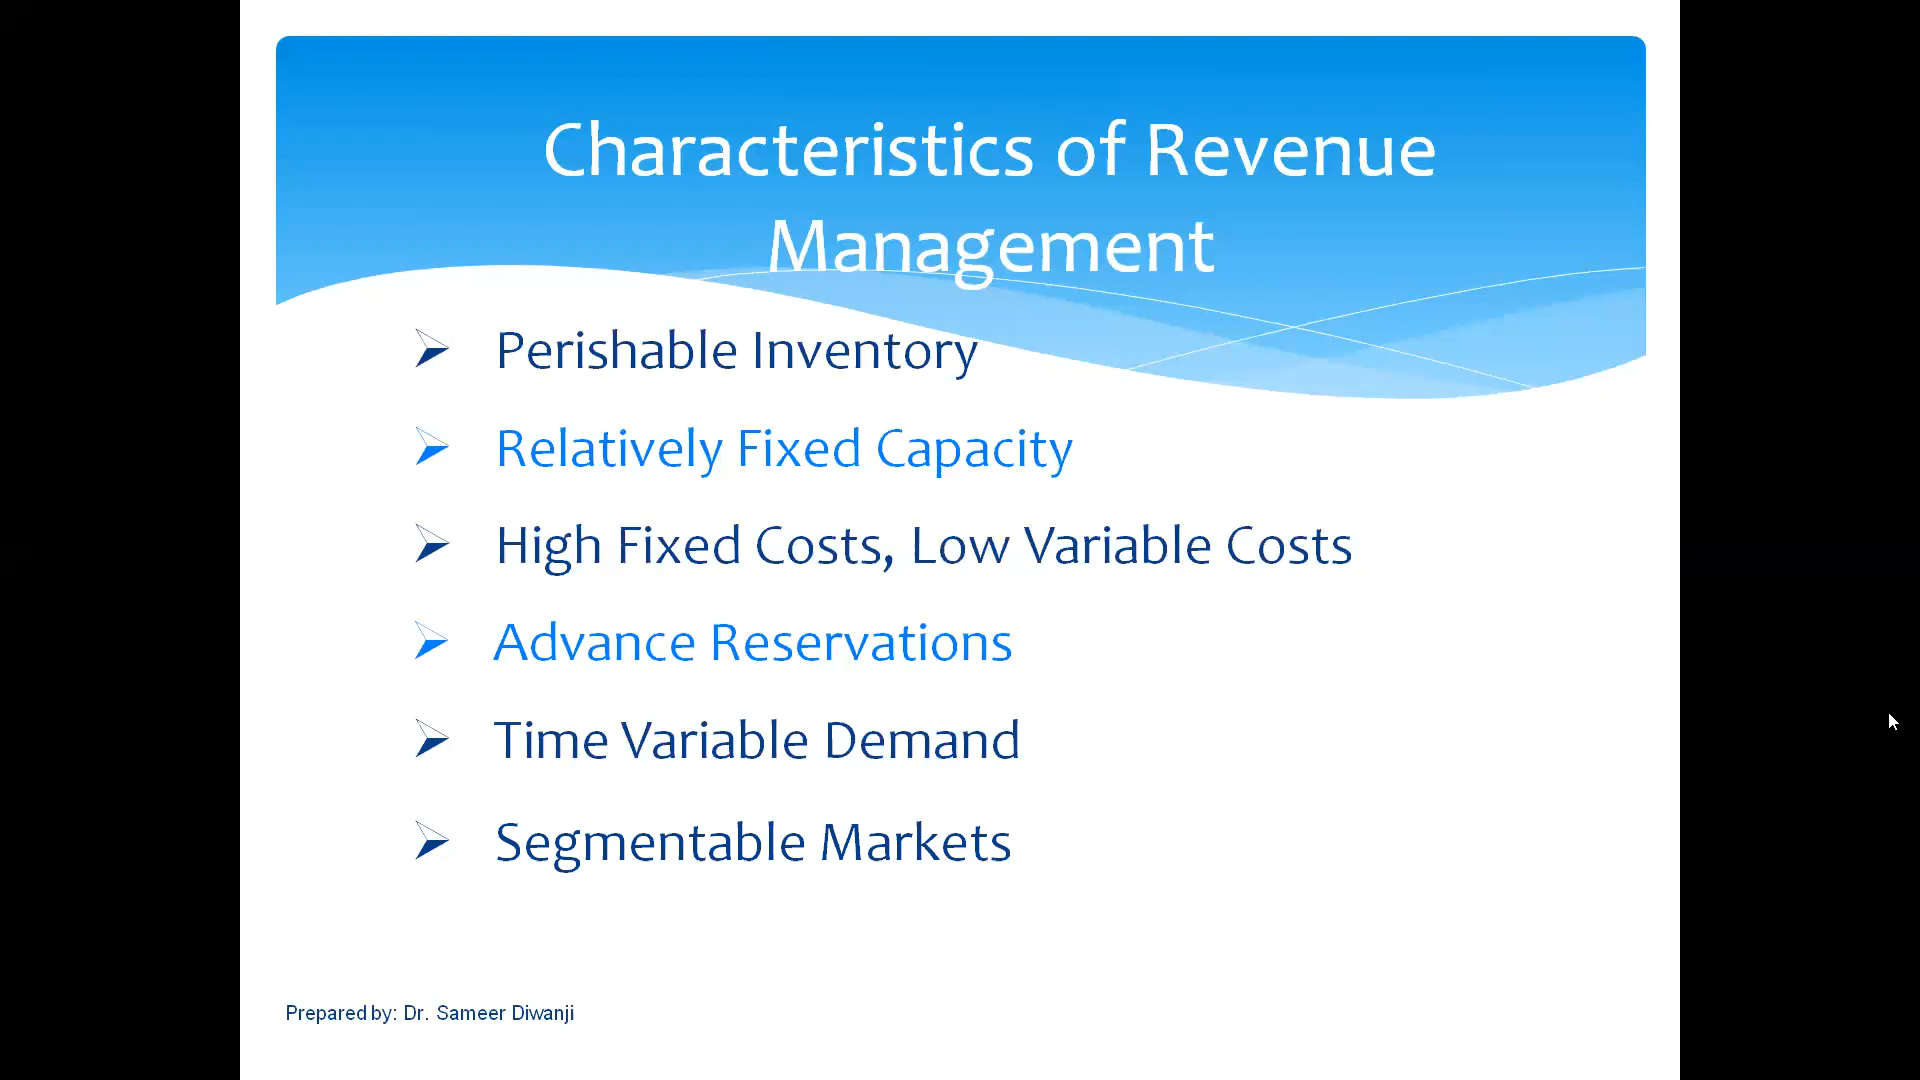 Characteristics of Revenue
Management
Perishable Inventory
Relatively Fixed Capacity
High Fixed Costs, Low Variable Costs
Advance Reservations
Time Variable Demand
Segmentable Markets
Prepared by: Dr. Sameer Diwanji